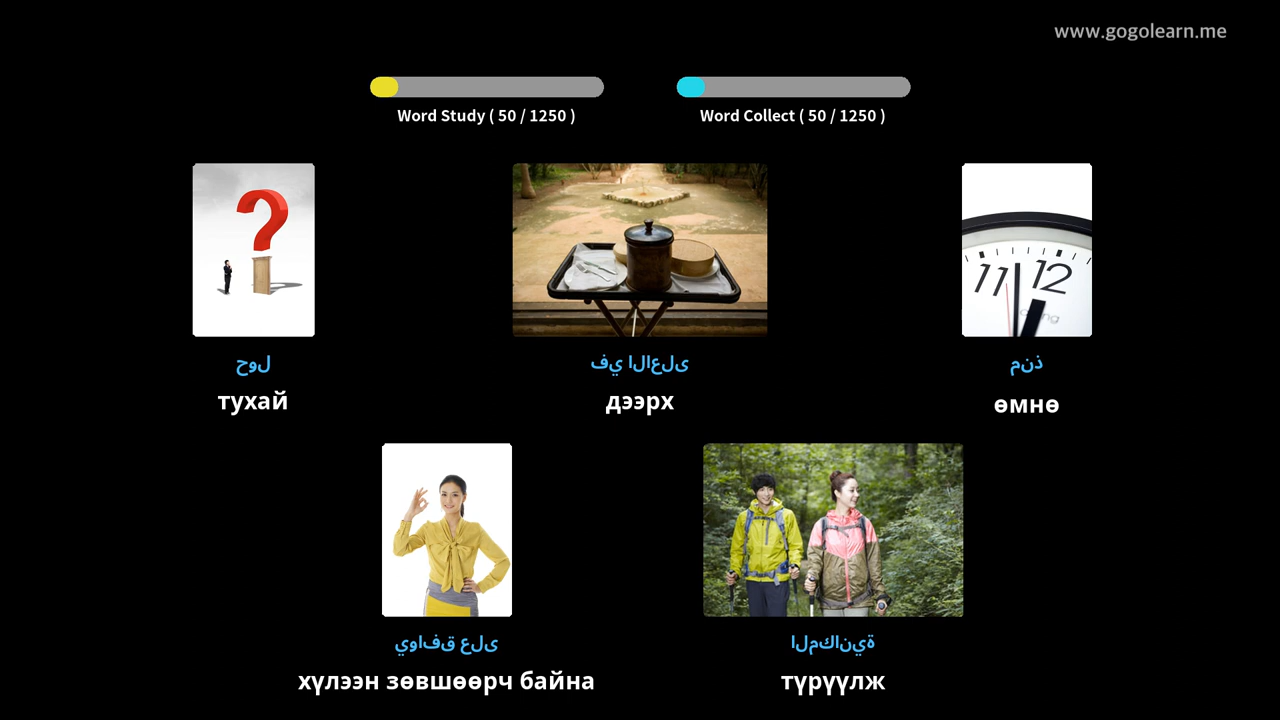 www.gogolearn.me
Word Study ( 50 / 1250 )
Word Collect ( 50 / 1250 )
حول
في الاعلى
منذ
тухай
дээрх
өмнө
يوافق على
المكانية
хүлээн зөвшөөрч байна
түрүүлж